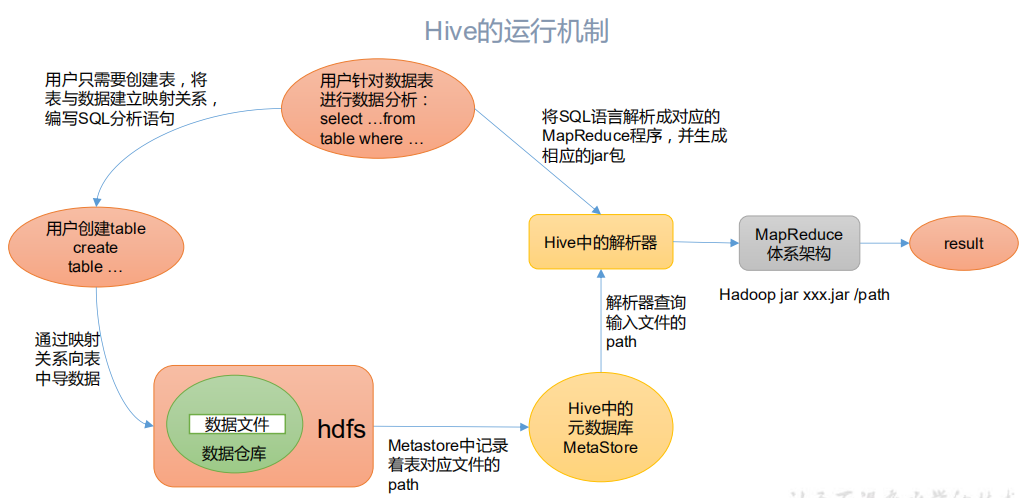 Hive的运行机制
用户只需要创建表，将
表与数据建立映射关系，
编写SQL分析语句
用户针对数据表
进行数据分析：
select …from
table where …
将SQL语言解析成对应的
MapReduce程序，并生成
相应的jar包
用户创建table
create
table …
Hive中的解析器
MapReduce
体系架构
result
Hadoop jar xxx.jar /path
解析器查询
输入文件的
path
通过映射
关系向表
中导数据
数据文件
数据仓库
hdfs
Metastore中记录
着表对应文件的
path
Hive中的
元数据库
MetaStore